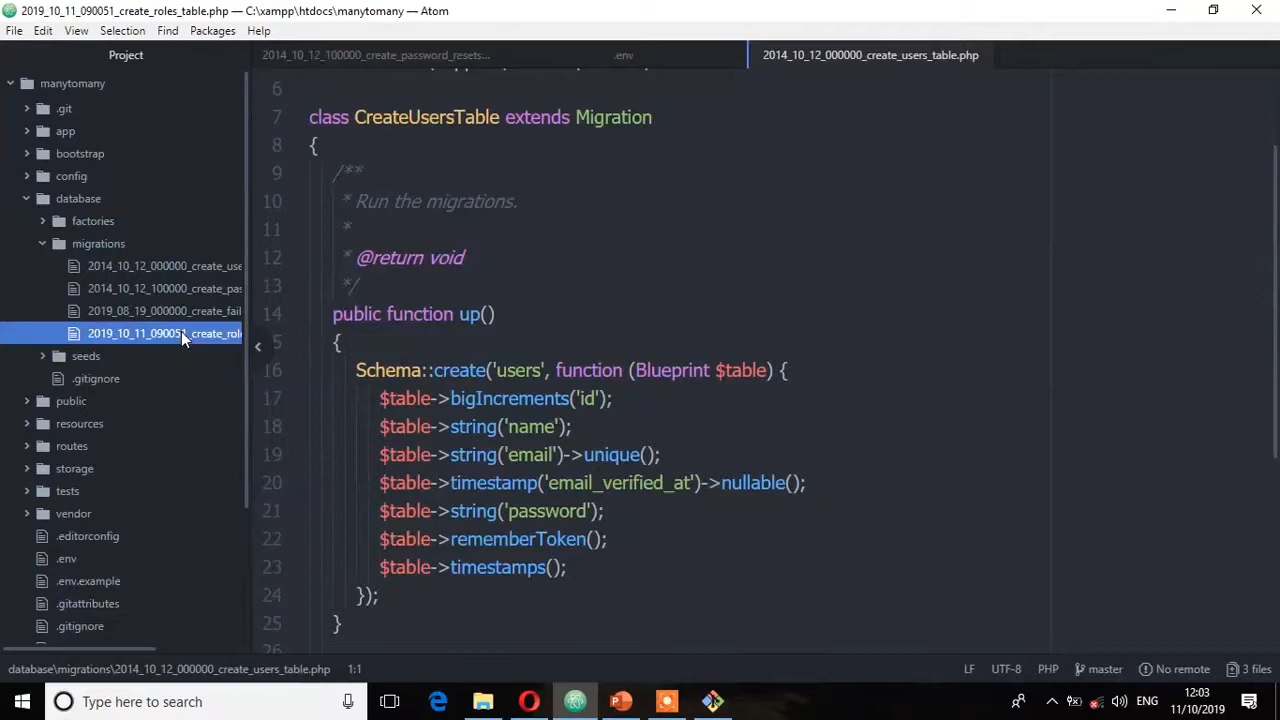 2019_10_11_090051_create_roles_table.php — C:\xampp\htdocs\manytomany — Atom
File Edit View Selection Find Packages Help
Project
2014_10_12_100000_create_password_resets...
.env
2014_10_12_000000_create_users_table.php
manytomany
.git
app
bootstrap
config
database
factories
migrations
2014_10_12_000000_create_use
2014_10_12_100000_create_pas
2019_08_19_000000_create_fail
2019_10_11_090051_create_role
seeds
.gitignore
public
resources
routes
storage
tests
vendor
.editorconfig
.env
.env.example
.gitattributes
.gitignore
6
7 class CreateUsersTable extends Migration
8 {
9 /**
10 * Run the migrations.
11 *
12 * @return void
13 */
14 public function up()
5 {
16 Schema::create('users', function (Blueprint $table) {
17 $table->bigIncrements('id');
18 $table->string('name');
19 $table->string('email')->unique();
20 $table->timestamp('email_verified_at')->nullable();
21 $table->string('password');
22 $table->rememberToken();
23 $table->timestamps();
24 });
25 }
26
database\migrations\2014_10_12_000000_create_users_table.php 1:1
LF UTF-8 PHP master No remote 3 files
Type here to search
ENG
12:03
11/10/2019